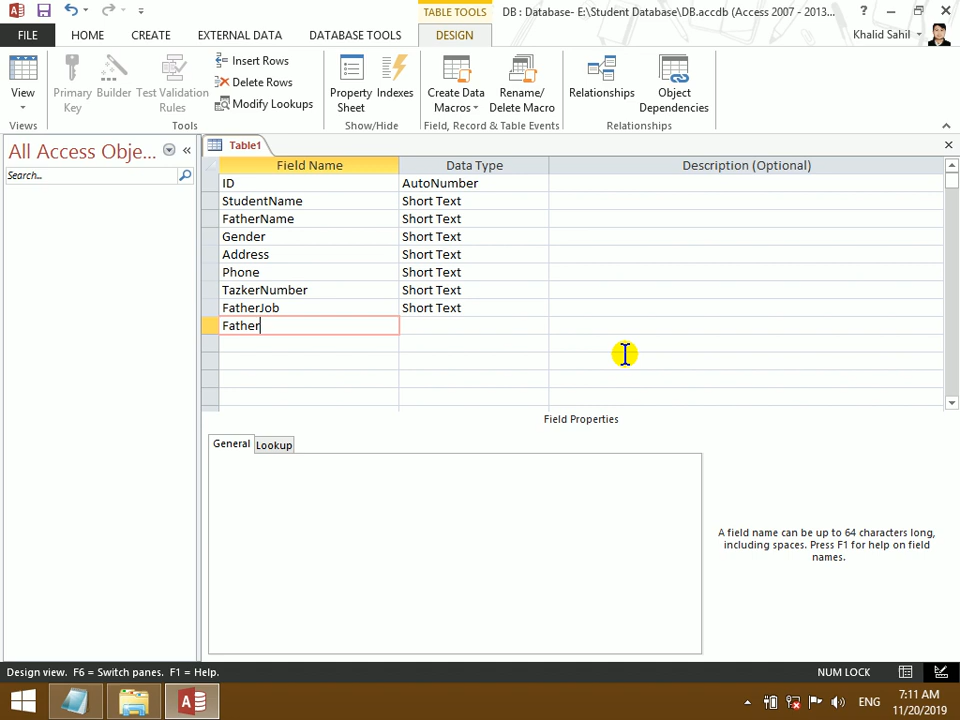 TABLE TOOLS
DB : Database- E:\Student Database\DB.accdb (Access 2007 - 2013...
?
FILE
HOME
CREATE
EXTERNAL DATA
DATABASE TOOLS
DESIGN
Khalid Sahil
View
Primary Key
Builder
Test Validation Rules
Insert Rows
Delete Rows
Modify Lookups
Property Sheet
Indexes
Create Data Macros
Rename/ Delete Macro
Relationships
Object Dependencies
Views
Tools
Show/Hide
Field, Record & Table Events
Relationships
All Access Obje...
Search...
Table1
Field Name Data Type Description (Optional)
ID AutoNumber
StudentName Short Text
FatherName Short Text
Gender Short Text
Address Short Text
Phone Short Text
TazkerNumber Short Text
FatherJob Short Text
Father
Field Properties
General Lookup
A field name can be up to 64 characters long,
including spaces. Press F1 for help on field
names.
Design view. F6 = Switch panes. F1 = Help.
NUM LOCK
ENG
7:11 AM
11/20/2019